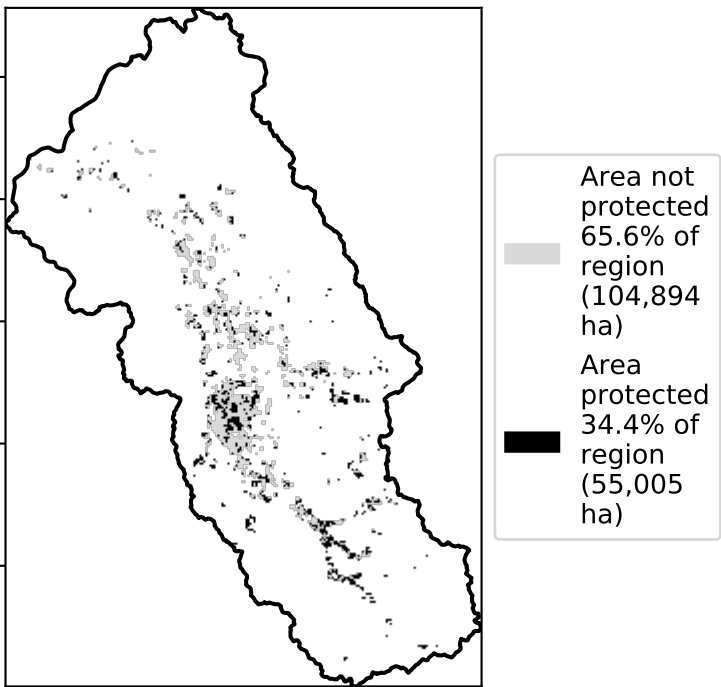 Area not
protected
65.6% of
region
(104,894
ha)
Area
protected
34.4% of
region
(55,005
ha)